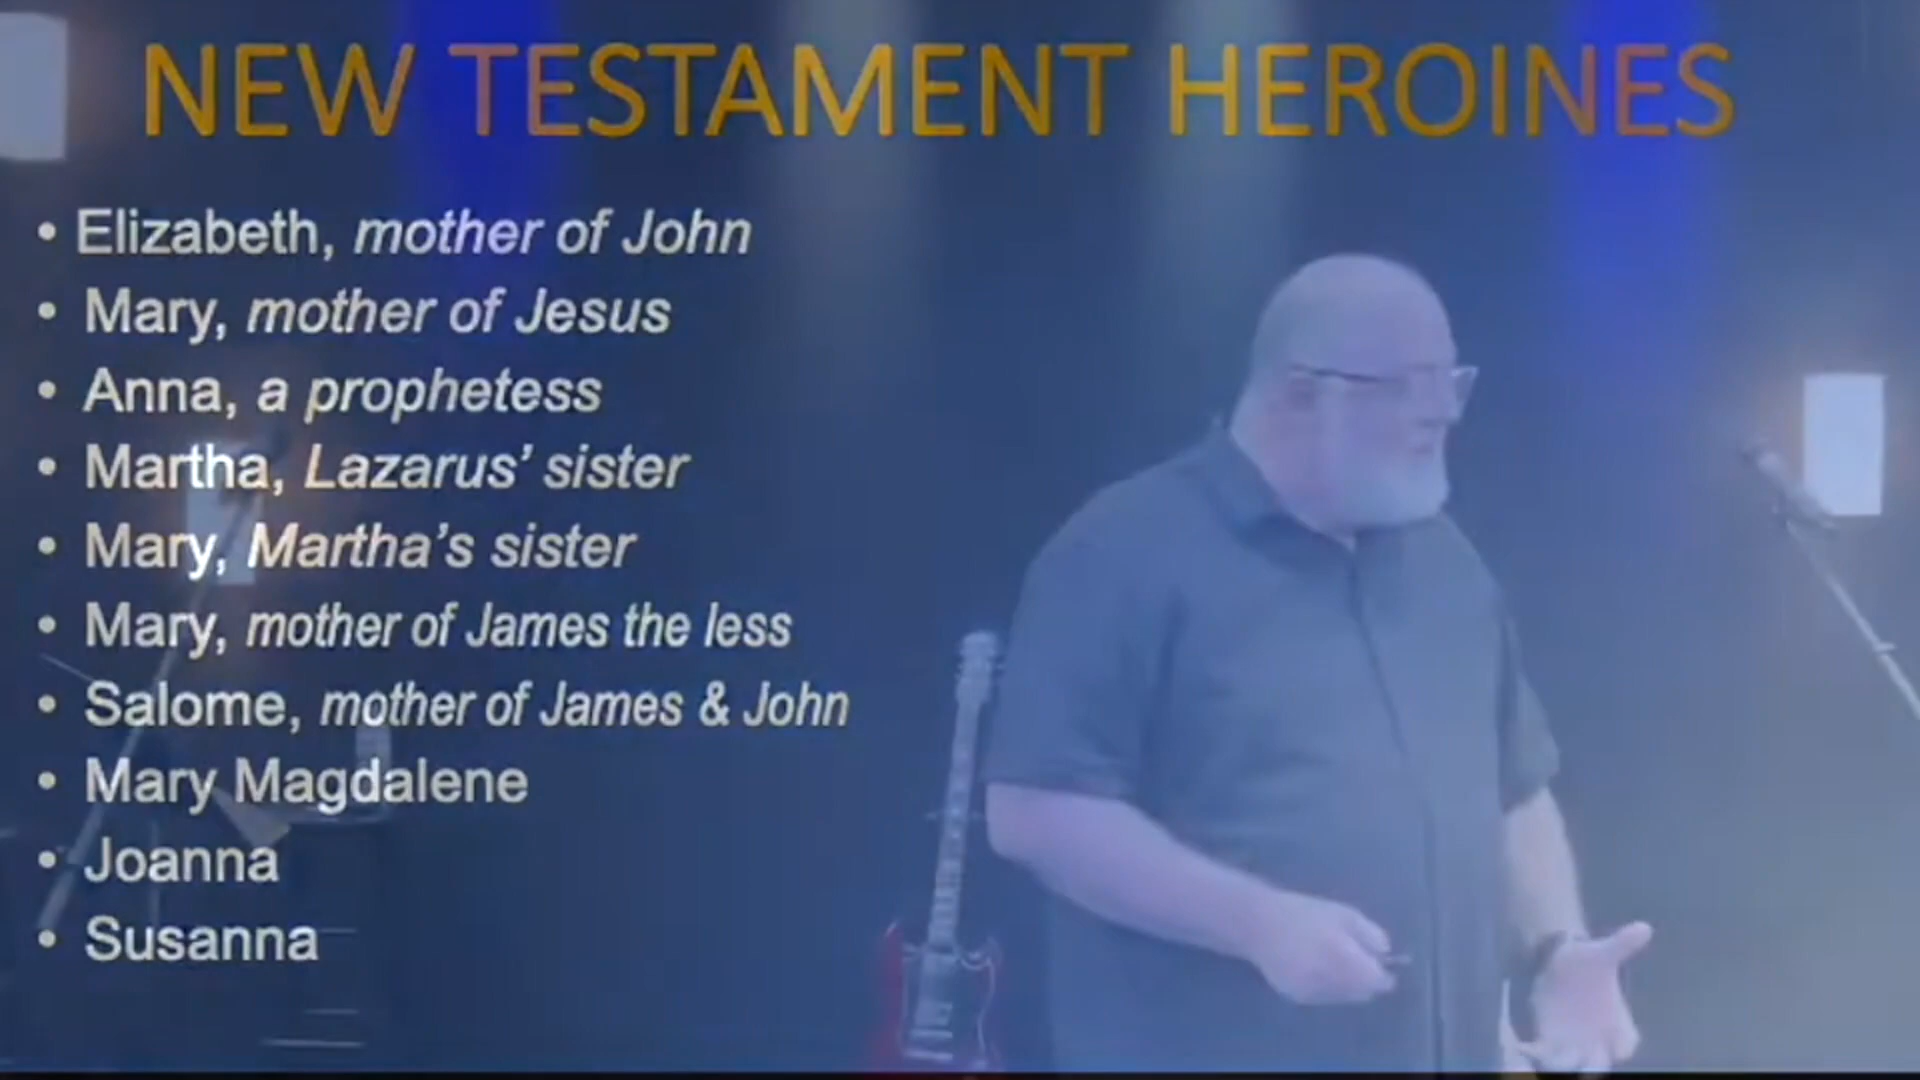 NEW TESTAMENT HEROINES
• Elizabeth, mother of John
• Mary, mother of Jesus
• Anna, a prophetess
• Martha, Lazarus’ sister
• Mary, Martha’s sister
• Mary, mother of James the less
• Salome, mother of James & John
• Mary Magdalene
• Joanna
• Susanna